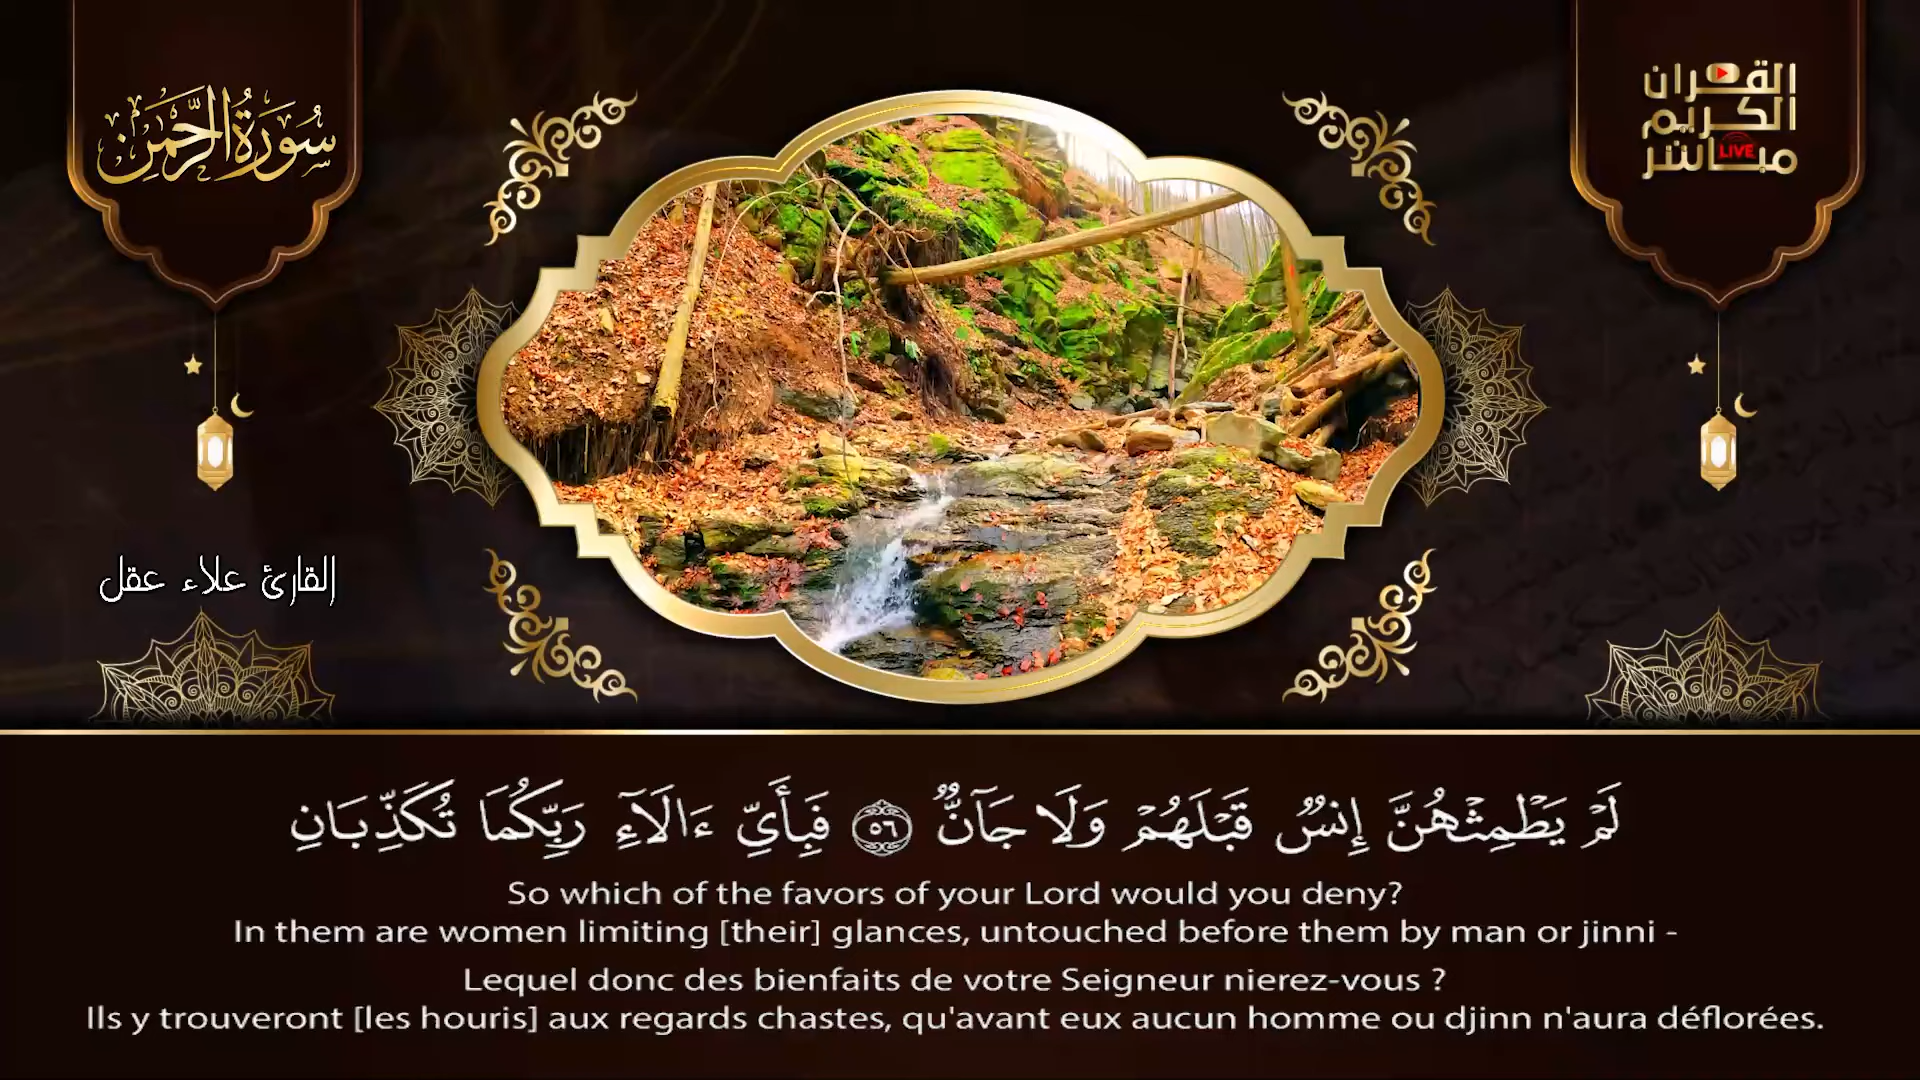 سُورَةُ الرَّحْمَٰن
القرآن
الكريم
مباشر
LIVE
القارئ علاء عقل
لَمْ يَطْمِثْهُنَّ إِنسٌ قَبْلَهُمْ وَلَا جَآنٌّ ٥٦ فَبِأَيِّ ءَالَآءِ رَبِّكُمَا تُكَذِّبَانِ
So which of the favors of your Lord would you deny?
In them are women limiting [their] glances, untouched before them by man or jinni -
Lequel donc des bienfaits de votre Seigneur nierez-vous ?
Ils y trouveront [les houris] aux regards chastes, qu'avant eux aucun homme ou djinn n'aura déflorées.